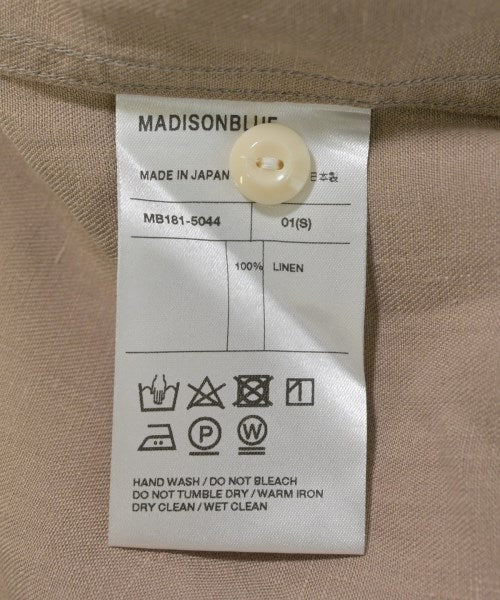 MADISONBLUE
MADE IN JAPAN 日本製
MB181-5044 01(S)
100% LINEN
P W
HAND WASH / DO NOT BLEACH
DO NOT TUMBLE DRY / WARM IRON
DRY CLEAN / WET CLEAN